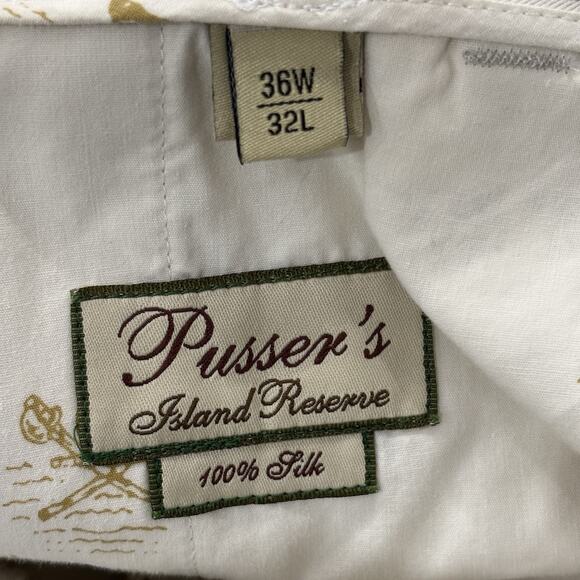 36W
32L
Pusser's
Island Reserve
100% Silk